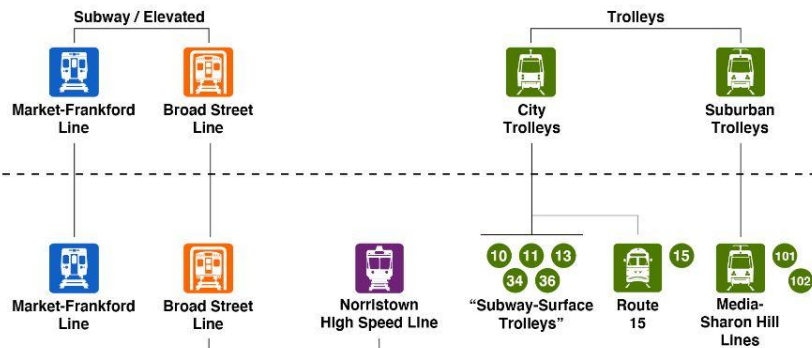 Subway / Elevated
Trolleys
Market-Frankford
Line
Broad Street
Line
City
Trolleys
Suburban
Trolleys
Market-Frankford
Line
Broad Street
Line
Norristown
High Speed Line
10 11 13
34 36
“Subway-Surface
Trolleys”
15
Route
15
101
102
Media-
Sharon Hill
Lines